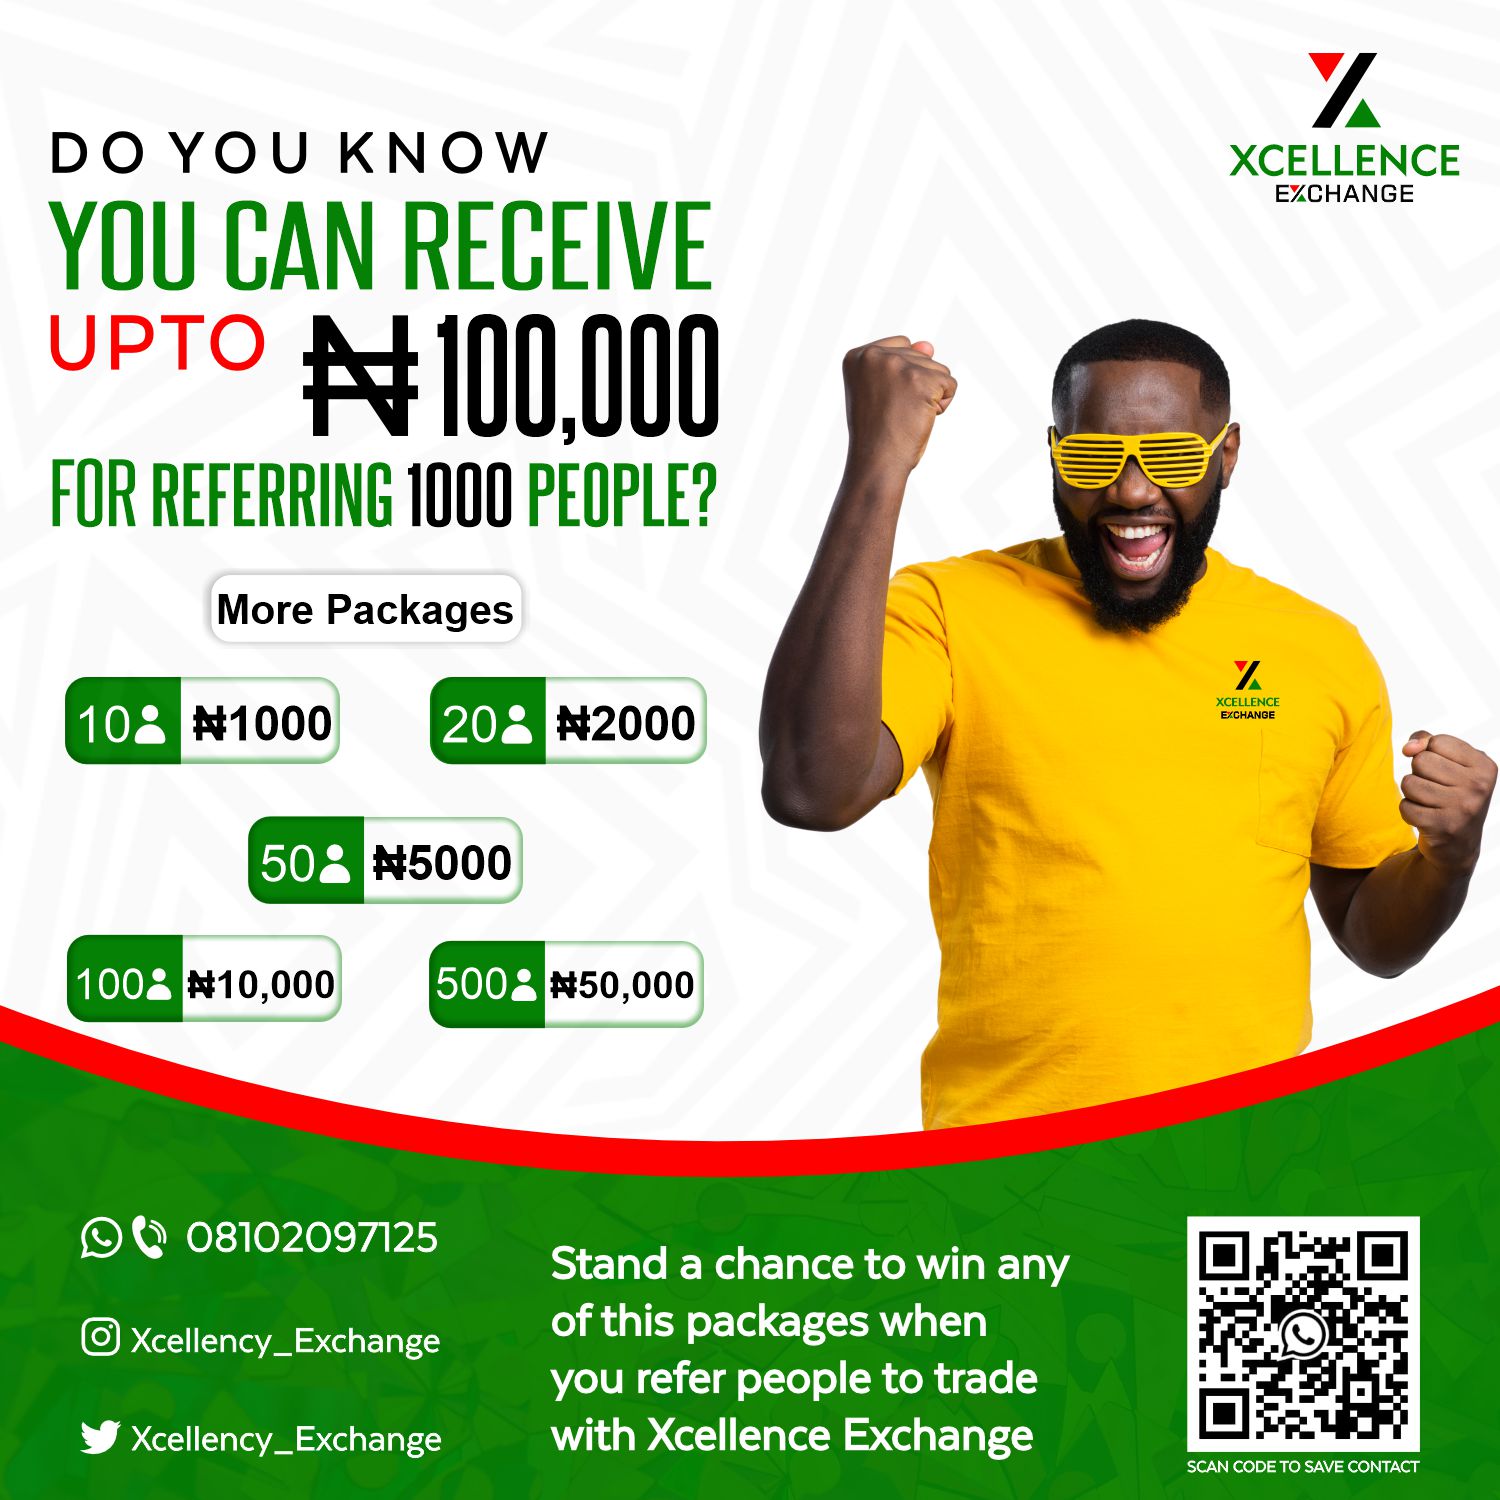 XCELLENCE
EXCHANGE
DO YOU KNOW
YOU CAN RECEIVE
UPTO ₦100,000
FOR REFERRING 1000 PEOPLE?
More Packages
10 ₦1000
20 ₦2000
50 ₦5000
100 ₦10,000
500 ₦50,000
XCELLENCE
EXCHANGE
08102097125
Xcellency_Exchange
Xcellency_Exchange
Stand a chance to win any
of this packages when
you refer people to trade
with Xcellence Exchange
SCAN CODE TO SAVE CONTACT